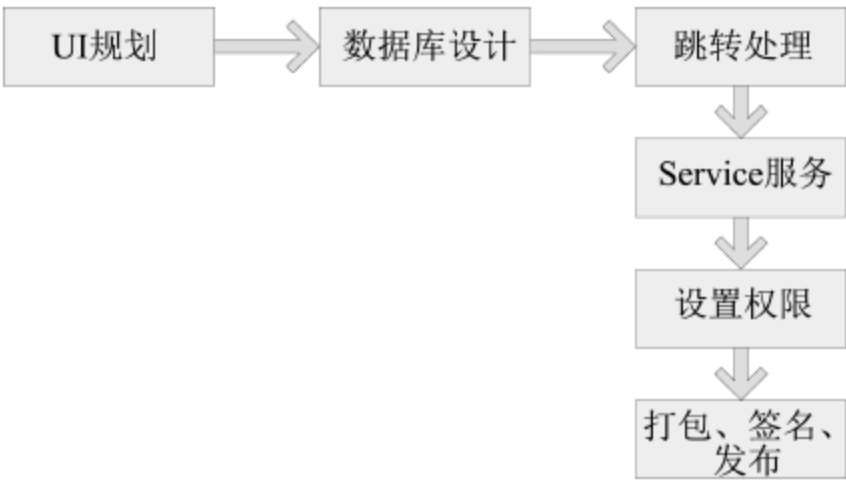 UI规划
数据库设计
跳转处理
Service服务
设置权限
打包、签名、
发布